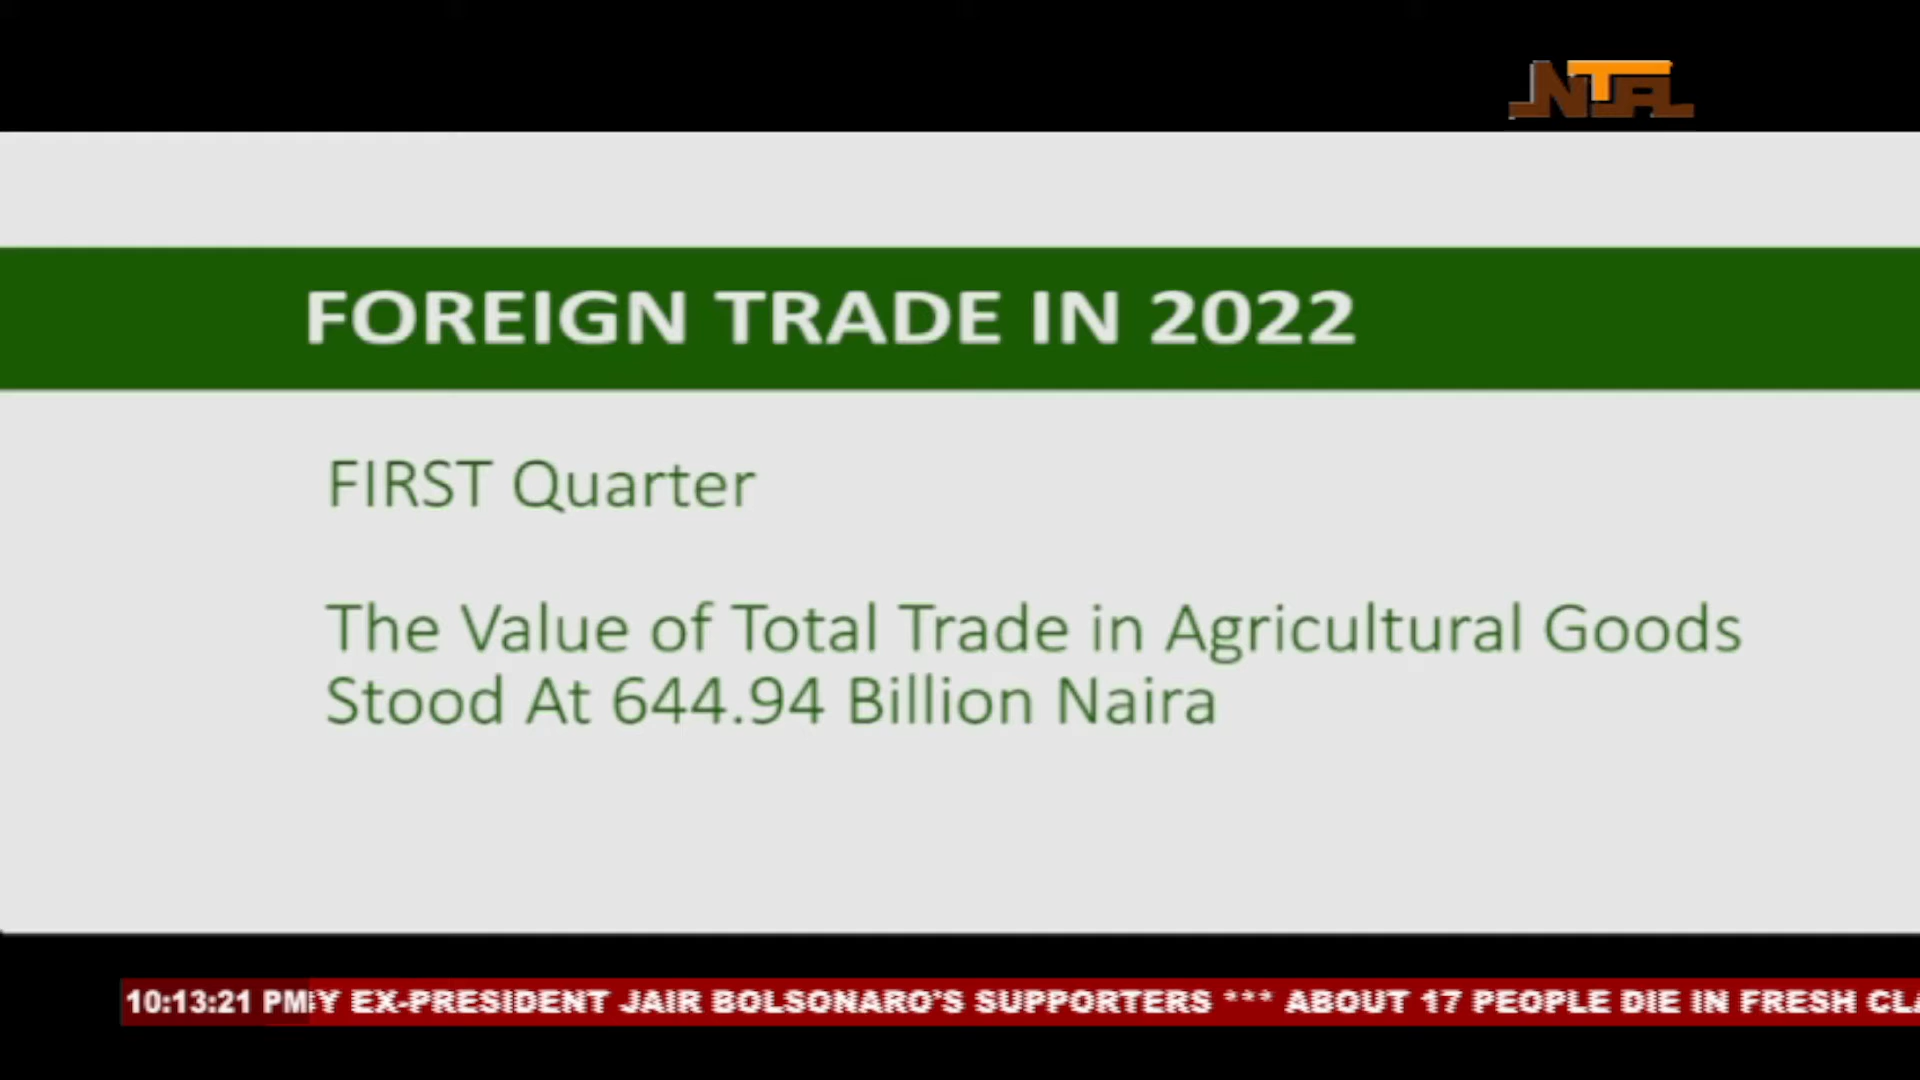 NTA
FOREIGN TRADE IN 2022
FIRST Quarter
The Value of Total Trade in Agricultural Goods
Stood At 644.94 Billion Naira
10:13:21 PM EX-PRESIDENT JAIR BOLSONARO'S SUPPORTERS *** ABOUT 17 PEOPLE DIE IN FRESH